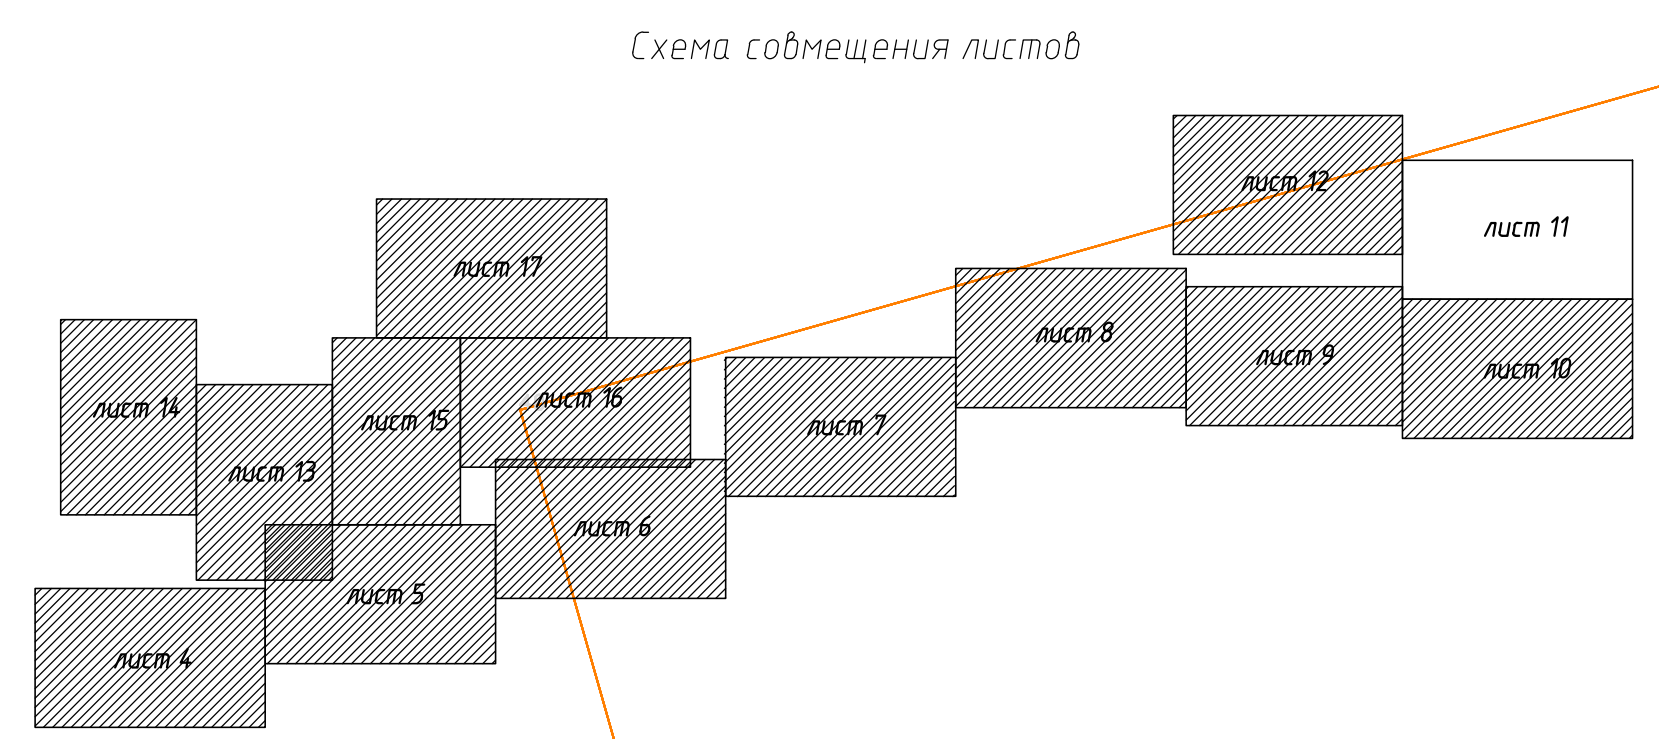 Схема совмещения листов
лист 12
лист 11
лист 17
лист 8
лист 9
лист 10
лист 14
лист 15
лист 16
лист 7
лист 13
лист 6
лист 5
лист 4